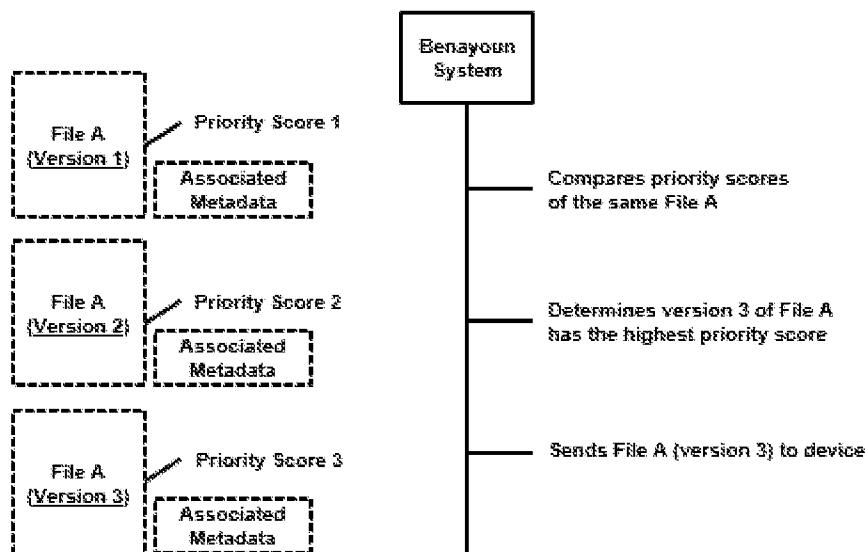 Benayoun
System
File A
(Version 1)
Priority Score 1
Associated
Metadata
Compares priority scores
of the same File A
File A
(Version 2)
Priority Score 2
Associated
Metadata
Determines version 3 of File A
has the highest priority score
File A
(Version 3)
Priority Score 3
Associated
Metadata
Sends File A (version 3) to device